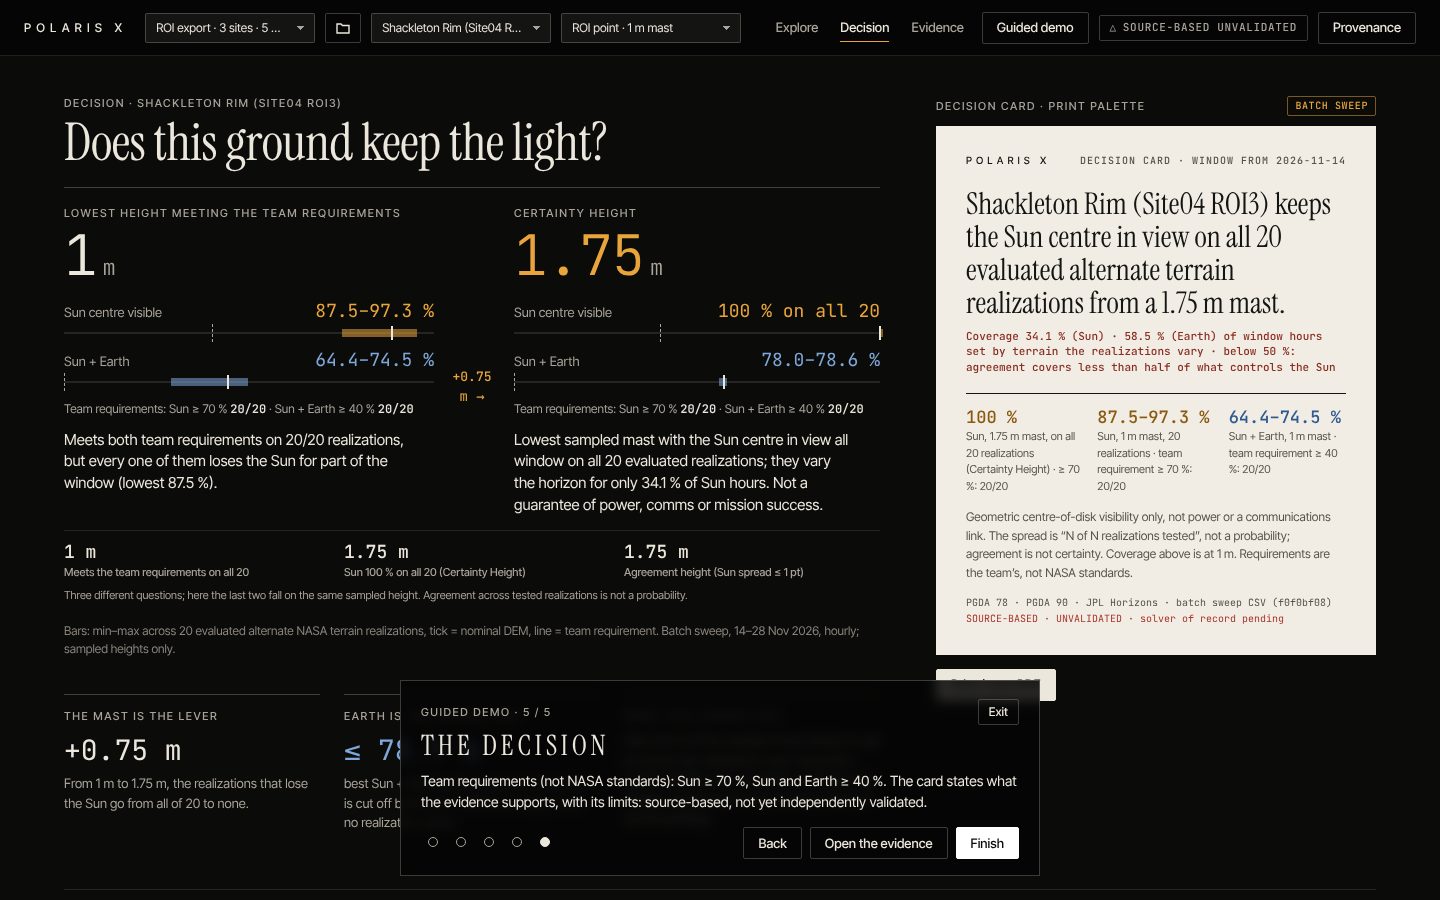 POLARIS X
ROI export · 3 sites · 5 ...
Shackleton Rim (Site04 R...
ROI point · 1 m mast
Explore
Decision
Evidence
Guided demo
△ SOURCE-BASED UNVALIDATED
Provenance
DECISION · SHACKLETON RIM (SITE04 ROI3)
Does this ground keep the light?
LOWEST HEIGHT MEETING THE TEAM REQUIREMENTS
1 m
Sun centre visible 87.5–97.3 %
Sun + Earth 64.4–74.5 %
Team requirements: Sun ≥ 70 % 20/20 · Sun + Earth ≥ 40 % 20/20
Meets both team requirements on 20/20 realizations,
but every one of them loses the Sun for part of the
window (lowest 87.5 %).
+0.75
m →
CERTAINTY HEIGHT
1.75 m
Sun centre visible 100 % on all 20
Sun + Earth 78.0–78.6 %
Team requirements: Sun ≥ 70 % 20/20 · Sun + Earth ≥ 40 % 20/20
Lowest sampled mast with the Sun centre in view all
window on all 20 evaluated realizations; they vary
the horizon for only 34.1 % of Sun hours. Not a
guarantee of power, comms or mission success.
1 m
Meets the team requirements on all 20
1.75 m
Sun 100 % on all 20 (Certainty Height)
1.75 m
Agreement height (Sun spread ≤ 1 pt)
Three different questions; here the last two fall on the same sampled height. Agreement across tested realizations is not a probability.
Bars: min–max across 20 evaluated alternate NASA terrain realizations, tick = nominal DEM, line = team requirement. Batch sweep, 14–28 Nov 2026, hourly;
sampled heights only.
THE MAST IS THE LEVER
+0.75 m
From 1 m to 1.75 m, the realizations that lose
the Sun go from all of 20 to none.
EARTH IS
≤ 78
best Sun +
is cut off
no realizat
DECISION CARD · PRINT PALETTE
BATCH SWEEP
POLARIS X
DECISION CARD · WINDOW FROM 2026-11-14
Shackleton Rim (Site04 ROI3) keeps
the Sun centre in view on all 20
evaluated alternate terrain
realizations from a 1.75 m mast.
Coverage 34.1 % (Sun) · 58.5 % (Earth) of window hours
set by terrain the realizations vary · below 50 %:
agreement covers less than half of what controls the Sun
100 %
Sun, 1.75 m mast, on all
20 realizations
(Certainty Height) · ≥ 70
%: 20/20
87.5–97.3 %
Sun, 1 m mast, 20
realizations · team
requirement ≥ 70 %:
20/20
64.4–74.5 %
Sun + Earth, 1 m mast ·
team requirement ≥ 40
%: 20/20
Geometric centre-of-disk visibility only, not power or a communications
link. The spread is “N of N realizations tested”, not a probability;
agreement is not certainty. Coverage above is at 1 m. Requirements are
the team’s, not NASA standards.
PGDA 78 · PGDA 90 · JPL Horizons · batch sweep CSV (f0f0bf08)
SOURCE-BASED · UNVALIDATED · solver of record pending
GUIDED DEMO · 5 / 5
Exit
THE DECISION
Team requirements (not NASA standards): Sun ≥ 70 %, Sun and Earth ≥ 40 %. The card states what
the evidence supports, with its limits: source-based, not yet independently validated.
Back
Open the evidence
Finish